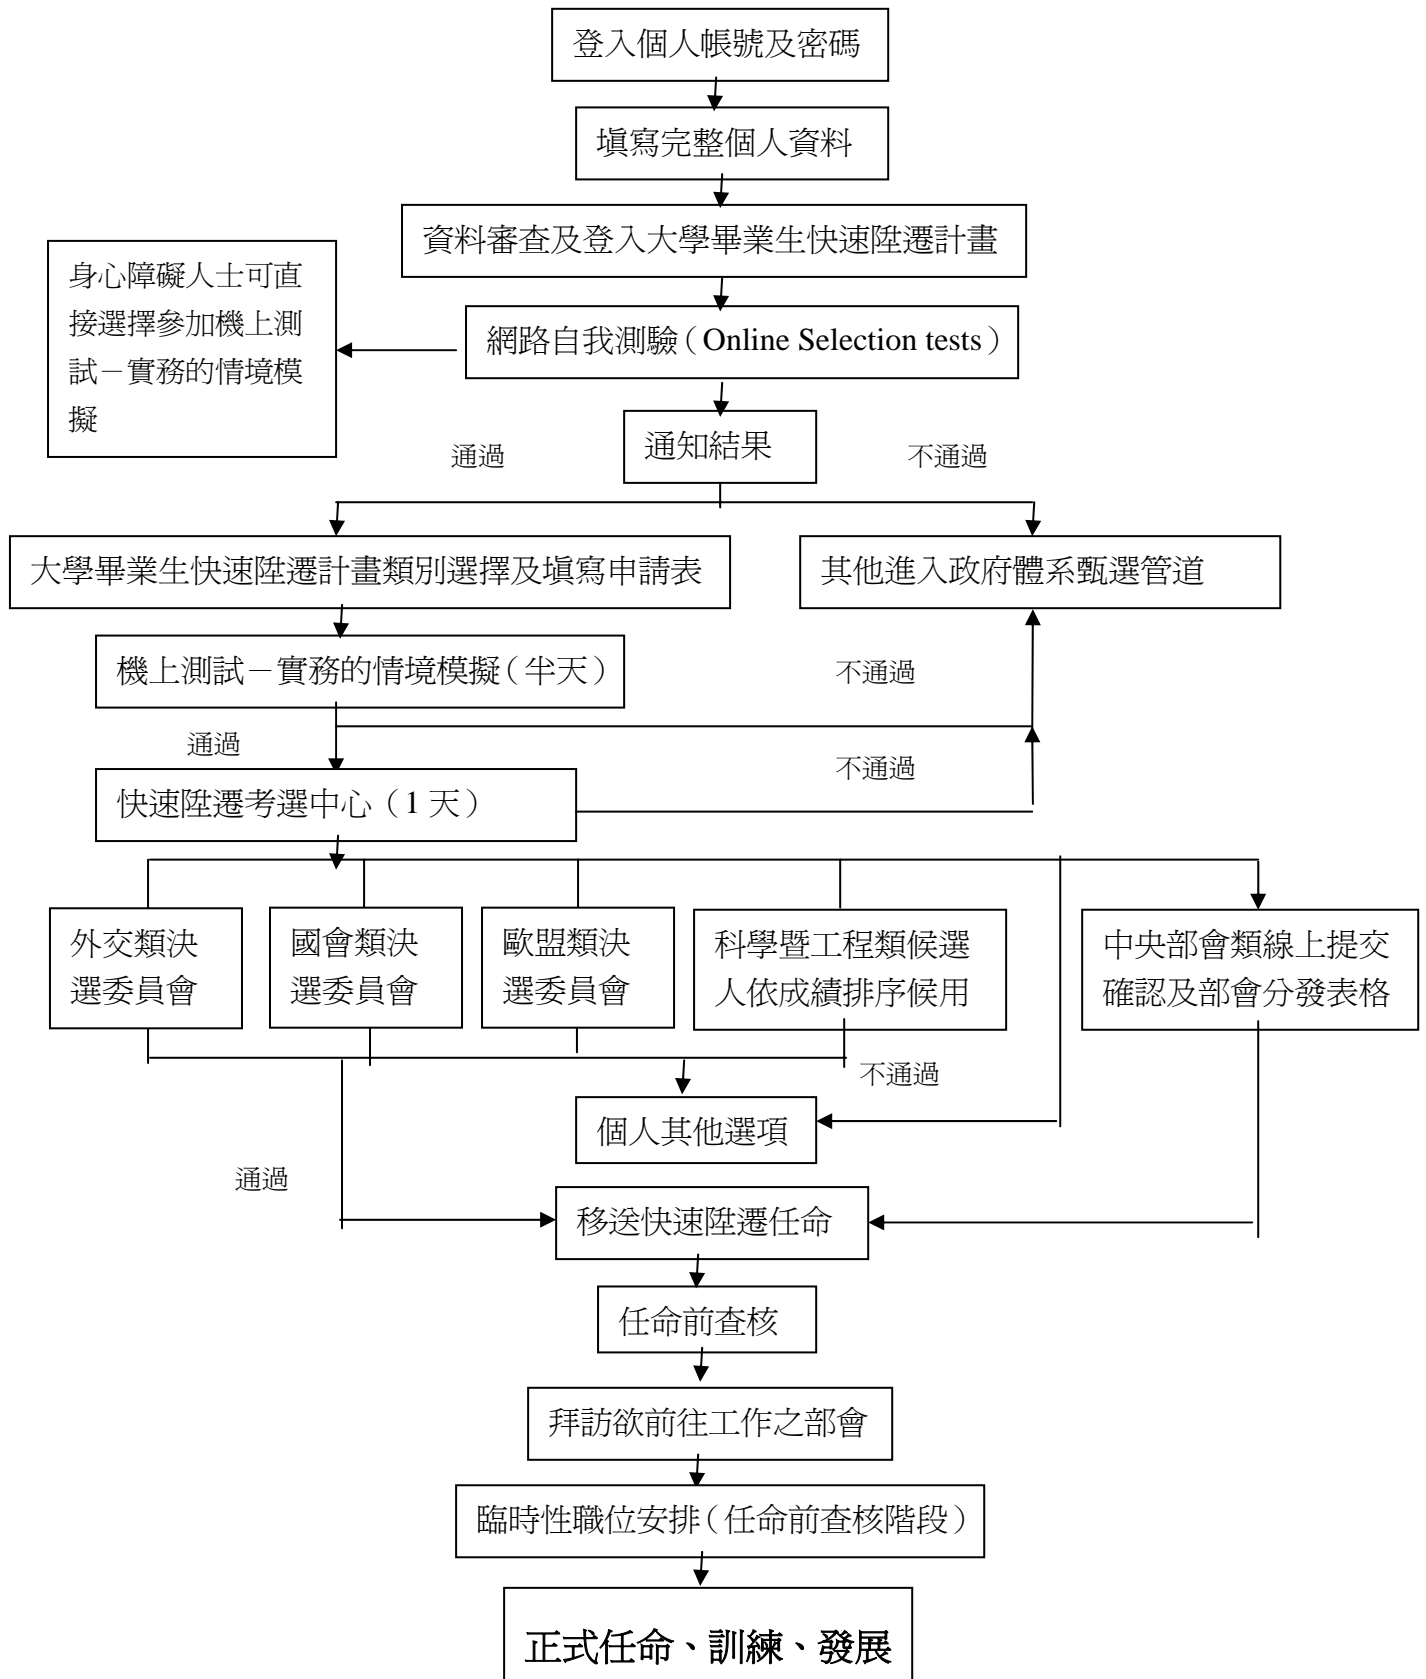 登入個人帳號及密碼
填寫完整個人資料
資料審查及登入大學畢業生快速陞遷計畫
身心障礙人士可直
接選擇參加機上測
試－實務的情境模
擬
網路自我測驗（Online Selection tests）
通知結果
通過
不通過
大學畢業生快速陞遷計畫類別選擇及填寫申請表
其他進入政府體系甄選管道
機上測試－實務的情境模擬（半天）
不通過
通過
不通過
快速陞遷考選中心（1 天）
外交類決
選委員會
國會類決
選委員會
歐盟類決
選委員會
科學暨工程類候選
人依成績排序候用
中央部會類線上提交
確認及部會分發表格
不通過
個人其他選項
通過
移送快速陞遷任命
任命前查核
拜訪欲前往工作之部會
臨時性職位安排（任命前查核階段）
正式任命、訓練、發展